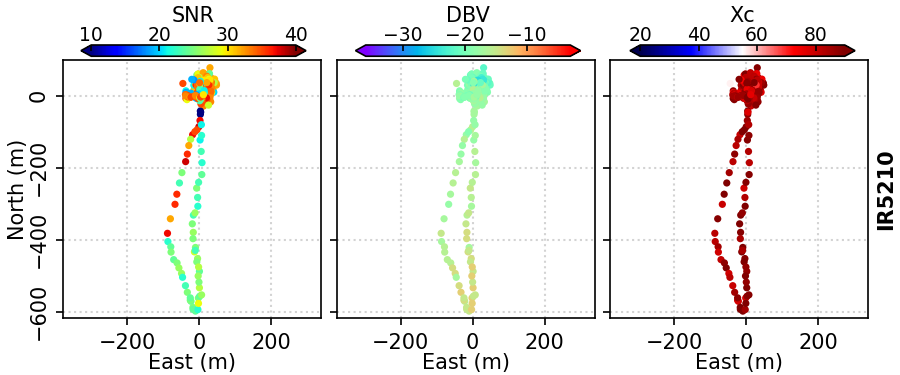 SNR
10 20 30 40
DBV
−30 −20 −10
Xc
20 40 60 80
North (m)
0
−200
−400
−600
−200 0 200
East (m)
−200 0 200
East (m)
−200 0 200
East (m)
IR5210